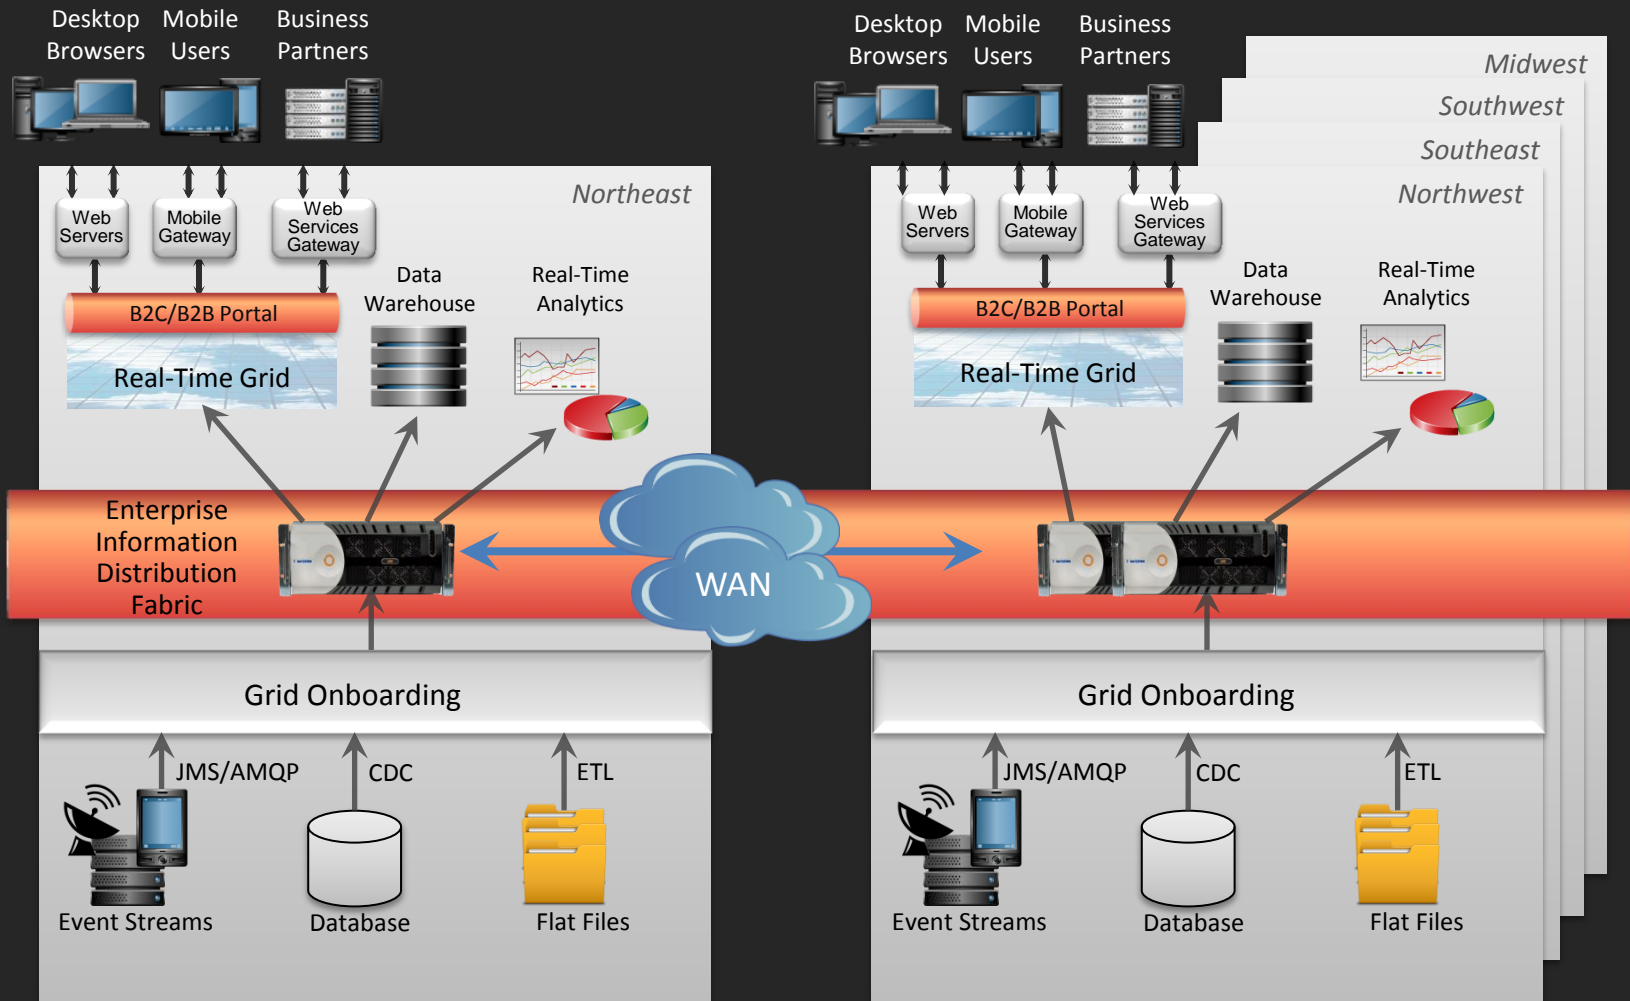 Desktop
Browsers
Mobile
Users
Business
Partners
Northeast
Web
Servers
Mobile
Gateway
Web
Services
Gateway
Data
Warehouse
Real-Time
Analytics
B2C/B2B Portal
Real-Time Grid
Enterprise
Information
Distribution
Fabric
WAN
Grid Onboarding
JMS/AMQP
CDC
ETL
Event Streams
Database
Flat Files
Desktop
Browsers
Mobile
Users
Business
Partners
Midwest
Southwest
Southeast
Northwest
Web
Servers
Mobile
Gateway
Web
Services
Gateway
Data
Warehouse
Real-Time
Analytics
B2C/B2B Portal
Real-Time Grid
Grid Onboarding
JMS/AMQP
CDC
ETL
Event Streams
Database
Flat Files